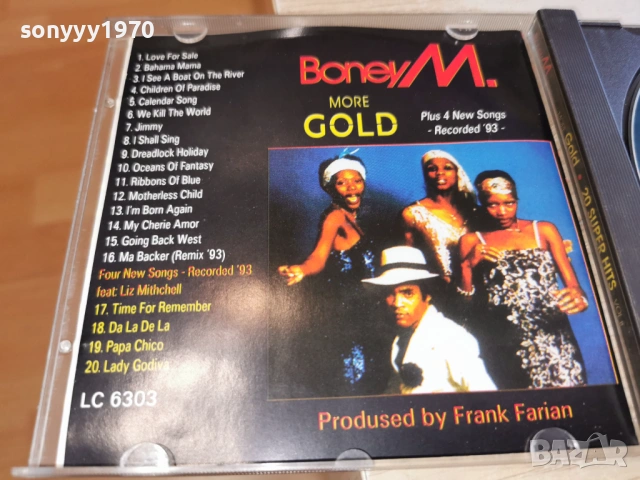 sonyyy1970
1. Love For Sale
2. Bahama Mama
3. I See A Boat On The River
4. Children Of Paradise
5. Calendar Song
6. We Kill The World
7. Jimmy
8. I Shall Sing
9. Dreadlock Holiday
10. Oceans Of Fantasy
11. Ribbons Of Blue
12. Motherless Child
13. I'm Born Again
14. My Cherie Amor
15. Going Back West
16. Ma Backer (Remix '93)
Four New Songs - Recorded '93
feat: Liz Mithchell
17. Time For Remember
18. Da La De La
19. Papa Chico
20. Lady Godiva
LC 6303
Boney M.
MORE
GOLD
Plus 4 New Songs
- Recorded '93 -
Prodused by Frank Farian
M. Gold • 20 SUPER HITS
BAZAR
bg